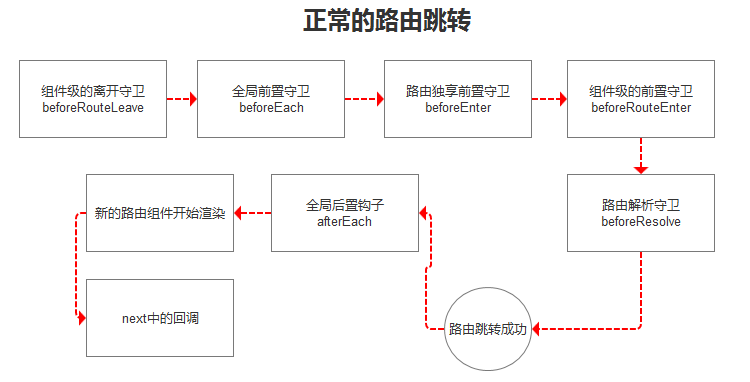 正常的路由跳转
组件级的离开守卫
beforeRouteLeave
全局前置守卫
beforeEach
路由独享前置守卫
beforeEnter
组件级的前置守卫
beforeRouteEnter
路由解析守卫
beforeResolve
路由跳转成功
全局后置钩子
afterEach
新的路由组件开始渲染
next中的回调